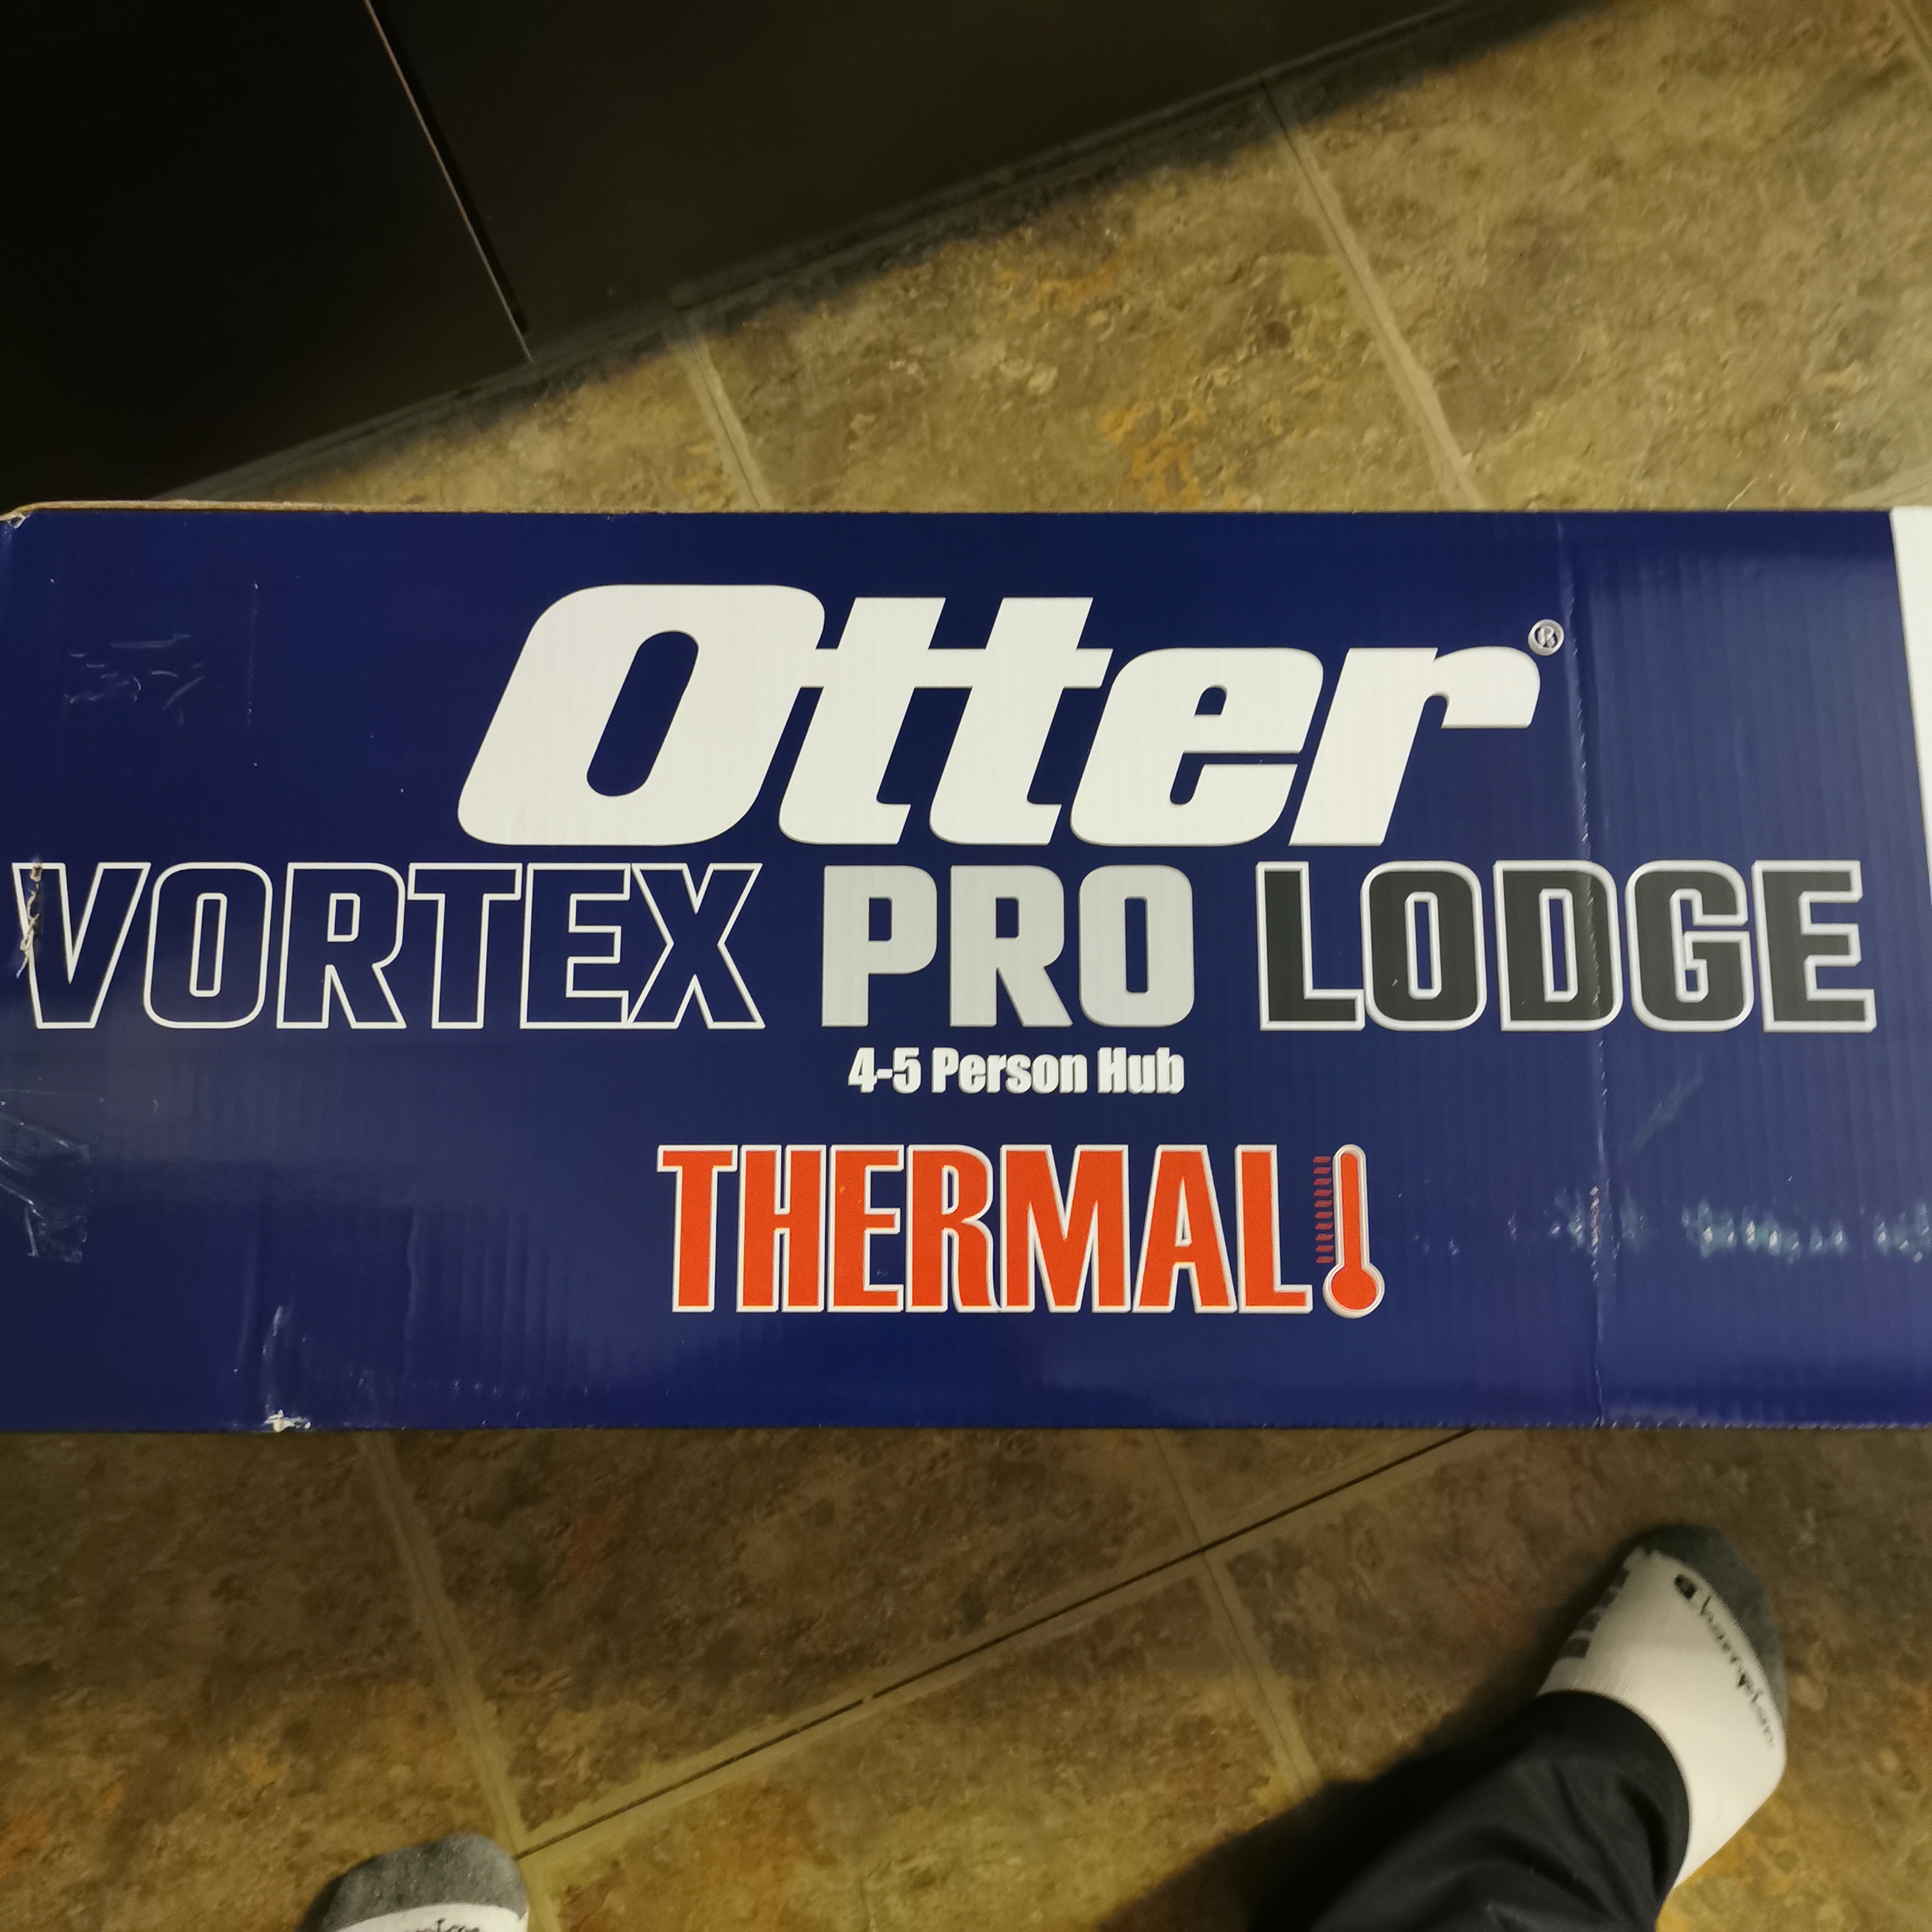 Otter®
VORTEX PRO LODGE
4-5 Person Hub
THERMAL